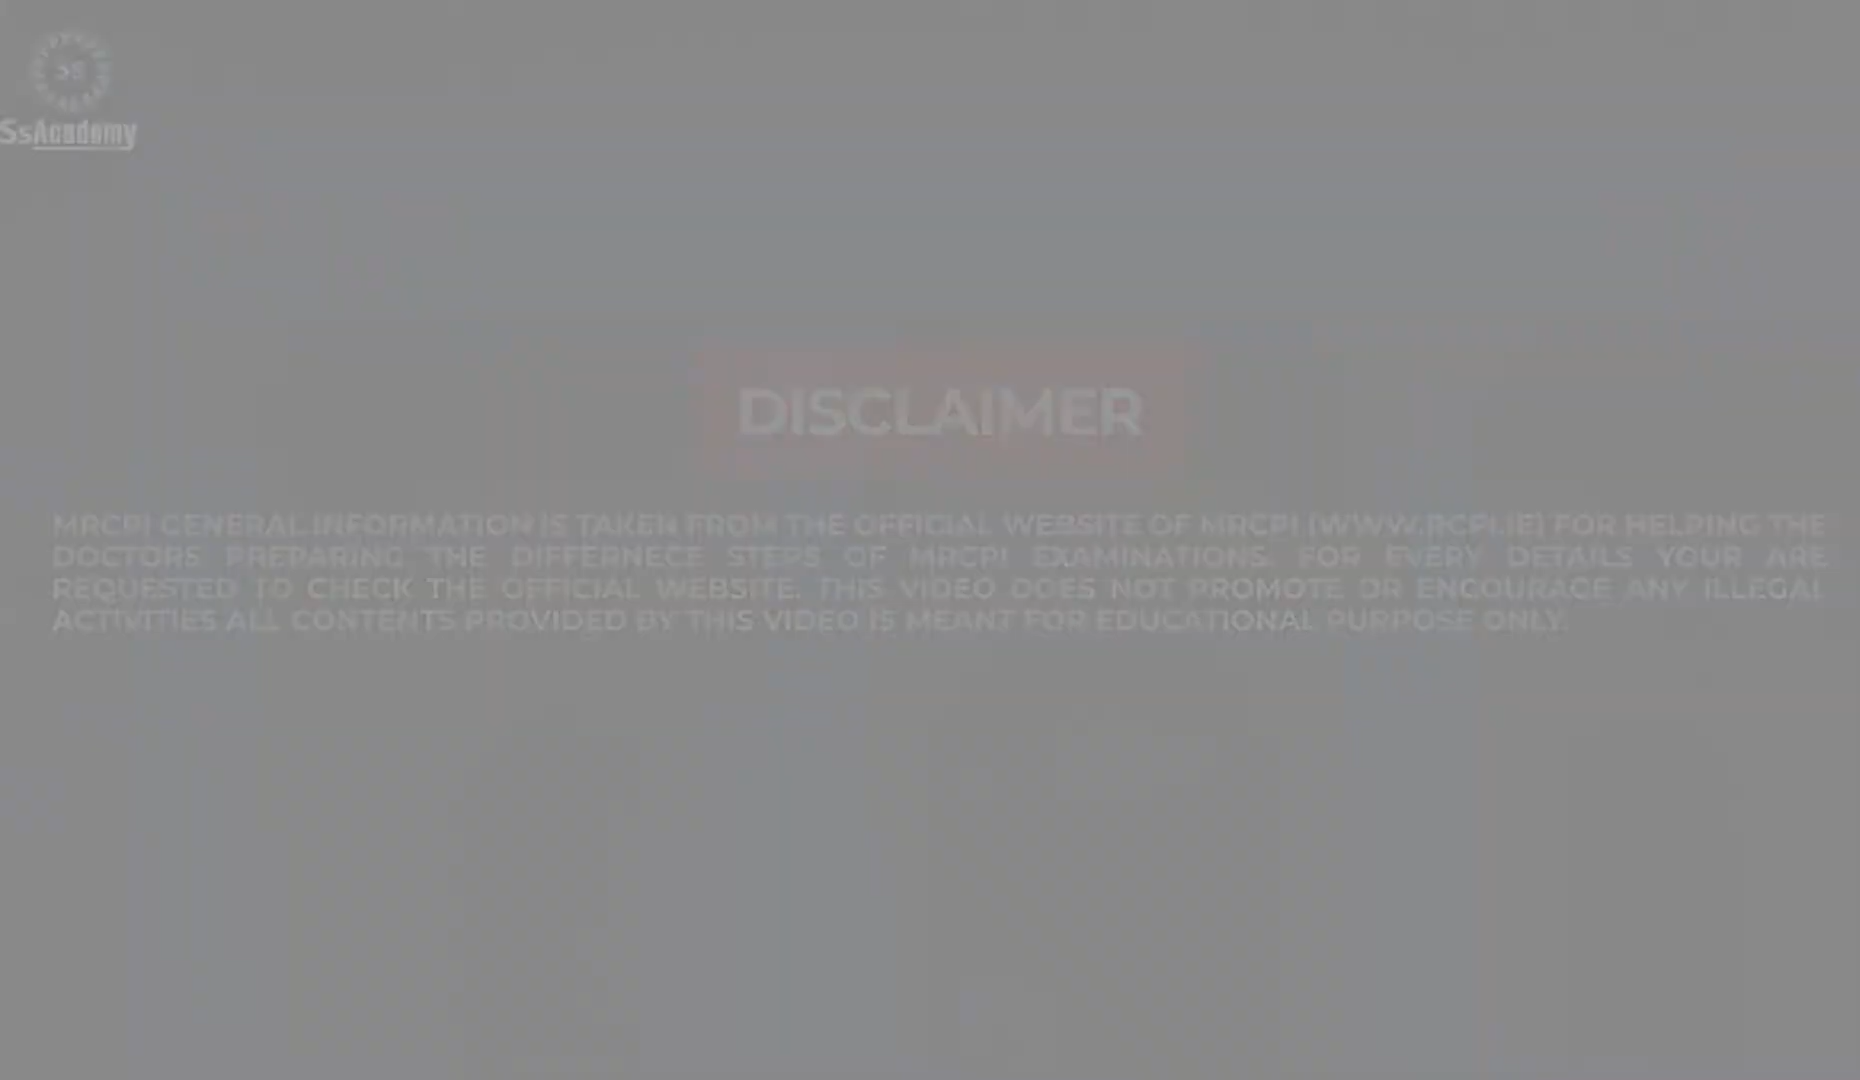 SS
SsAcademy
DISCLAIMER
MRCPI GENERAL INFORMATION IS TAKEN FROM THE OFFICIAL WEBSITE OF MRCPI (WWW.RCPI.IE) FOR HELPING THE
DOCTORS PREPARING THE DIFFERNECE STEPS OF MRCPI EXAMINATIONS. FOR EVERY DETAILS YOUR ARE
REQUESTED TO CHECK THE OFFICIAL WEBSITE. THIS VIDEO DOES NOT PROMOTE OR ENCOURAGE ANY ILLEGAL
ACTIVITIES ALL CONTENTS PROVIDED BY THIS VIDEO IS MEANT FOR EDUCATIONAL PURPOSE ONLY.